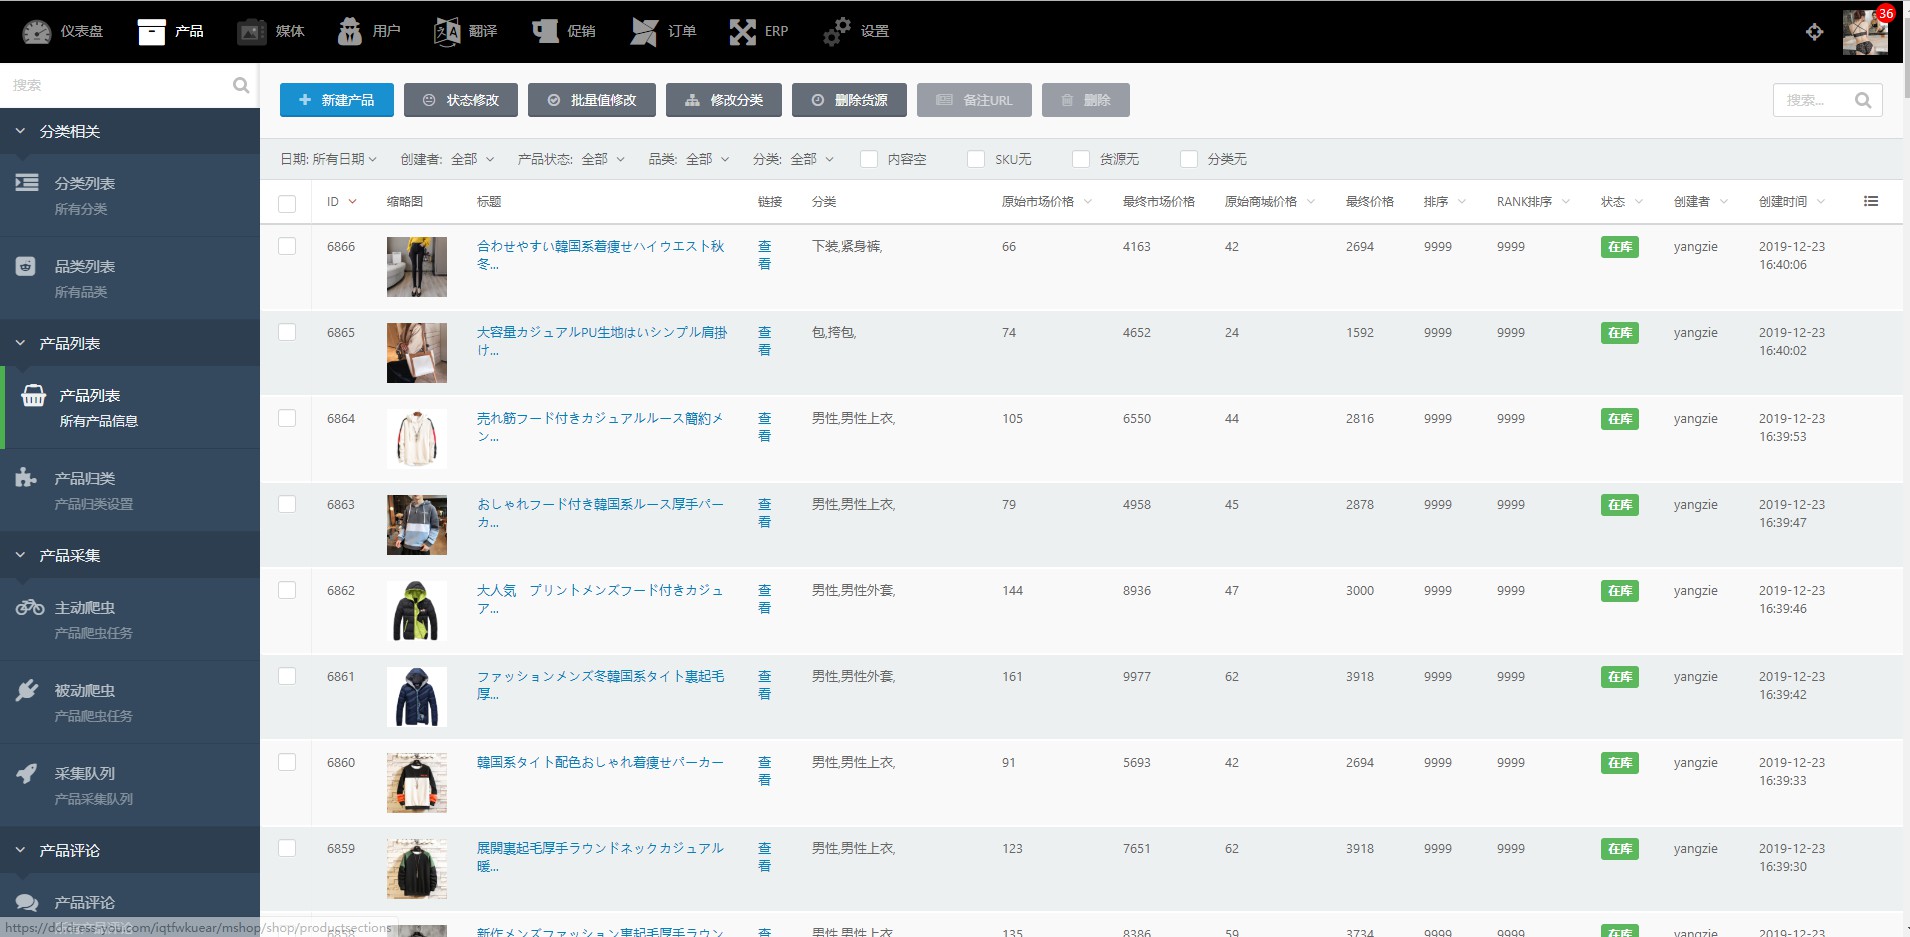 仪表盘 产品 媒体 用户 翻译 促销 订单 ERP 设置 36
搜索
新建产品 状态修改 批量值修改 修改分类 删除货源 备注URL 删除 搜索...
日期: 所有日期 创建者: 全部 产品状态: 全部 品类: 全部 分类: 全部 内容空 SKU无 货源无 分类无
ID 缩略图 标题 链接 分类 原始市场价格 最终市场价格 原始商城价格 最终价格 排序 RANK排序 状态 创建者 创建时间
分类相关
分类列表
所有分类
品类列表
所有品类
产品列表
产品列表
所有产品信息
产品归类
产品归类设置
产品采集
主动爬虫
产品爬虫任务
被动爬虫
产品爬虫任务
采集队列
产品采集队列
产品评论
产品评论
6866 合わせやすい韓国系着痩せハイウエスト秋 查 下装,紧身裤, 66 4163 42 2694 9999 9999 在库 yangzie 2019-12-23
冬... 看 16:40:06
6865 大容量カジュアルPU生地はいシンプル肩掛 查 包,挎包, 74 4652 24 1592 9999 9999 在库 yangzie 2019-12-23
け... 看 16:40:02
6864 売れ筋フード付きカジュアルルース簡約メ 查 男性,男性上衣, 105 6550 44 2816 9999 9999 在库 yangzie 2019-12-23
ン... 看 16:39:53
6863 おしゃれフード付き韓国系ルース厚手パー 查 男性,男性上衣, 79 4958 45 2878 9999 9999 在库 yangzie 2019-12-23
カ... 看 16:39:47
6862 大人気　プリントメンズフード付きカジュ 查 男性,男性外套, 144 8936 47 3000 9999 9999 在库 yangzie 2019-12-23
ア... 看 16:39:46
6861 ファッションメンズ冬韓国系タイト裏起毛 查 男性,男性外套, 161 9977 62 3918 9999 9999 在库 yangzie 2019-12-23
厚... 看 16:39:42
6860 韓国系タイト配色おしゃれ着痩せパーカー 查 男性,男性上衣, 91 5693 42 2694 9999 9999 在库 yangzie 2019-12-23
看 16:39:33
6859 展開裏起毛厚手ラウンドネックカジュアル 查 男性,男性上衣, 123 7651 62 3918 9999 9999 在库 yangzie 2019-12-23
暖... 看 16:39:30
6858 新作メンズファッション裏起毛厚手ラウン 查 男性,男性上衣, 135 8386 59 3734 9999 9999 在库 yangzie 2019-12-23